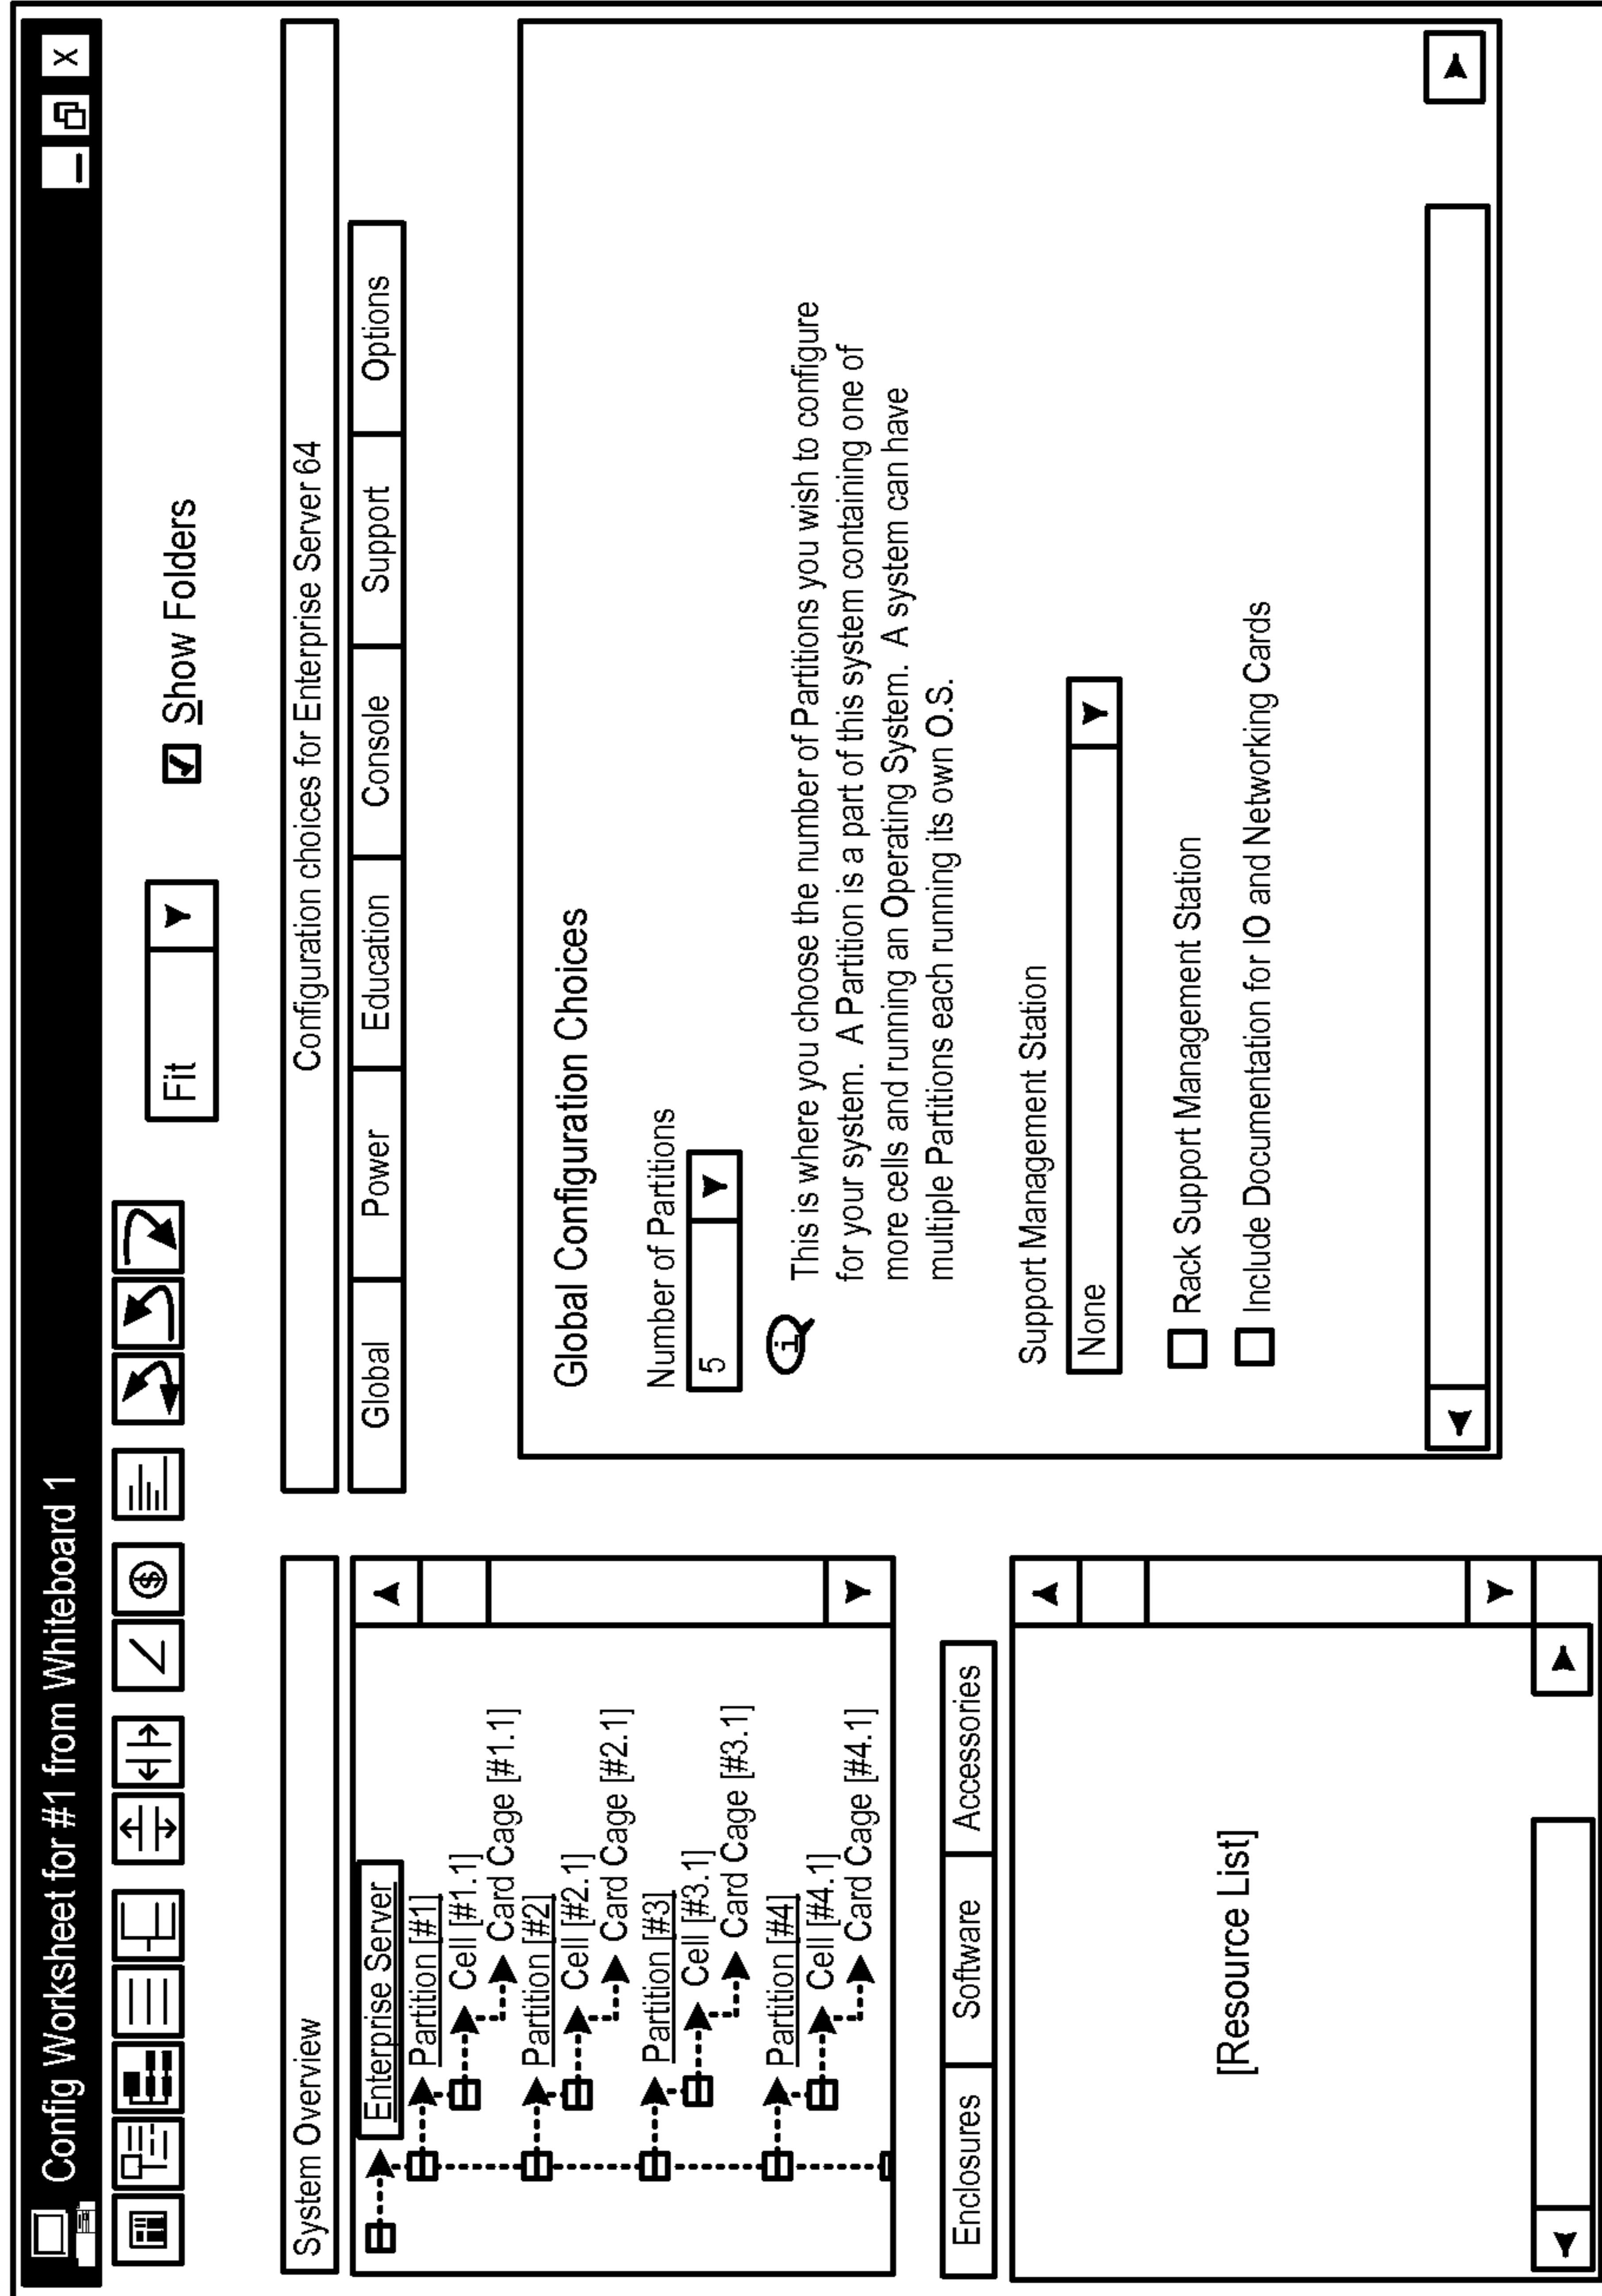 Config Worksheet for #1 from Whiteboard 1
X
Fit
Show Folders
System Overview
Enterprise Server
Partition [#1]
Cell [#1.1]
Card Cage [#1.1]
Partition [#2]
Cell [#2.1]
Card Cage [#2.1]
Partition [#3]
Cell [#3.1]
Card Cage [#3.1]
Partition [#4]
Cell [#4.1]
Card Cage [#4.1]
Enclosures Software Accessories
[Resource List]
Configuration choices for Enterprise Server 64
Global Power Education Console Support Options
Global Configuration Choices
Number of Partitions
5
i
This is where you choose the number of Partitions you wish to configure
for your system. A Partition is a part of this system containing one of
more cells and running an Operating System. A system can have
multiple Partitions each running its own O.S.
Support Management Station
None
Rack Support Management Station
Include Documentation for IO and Networking Cards